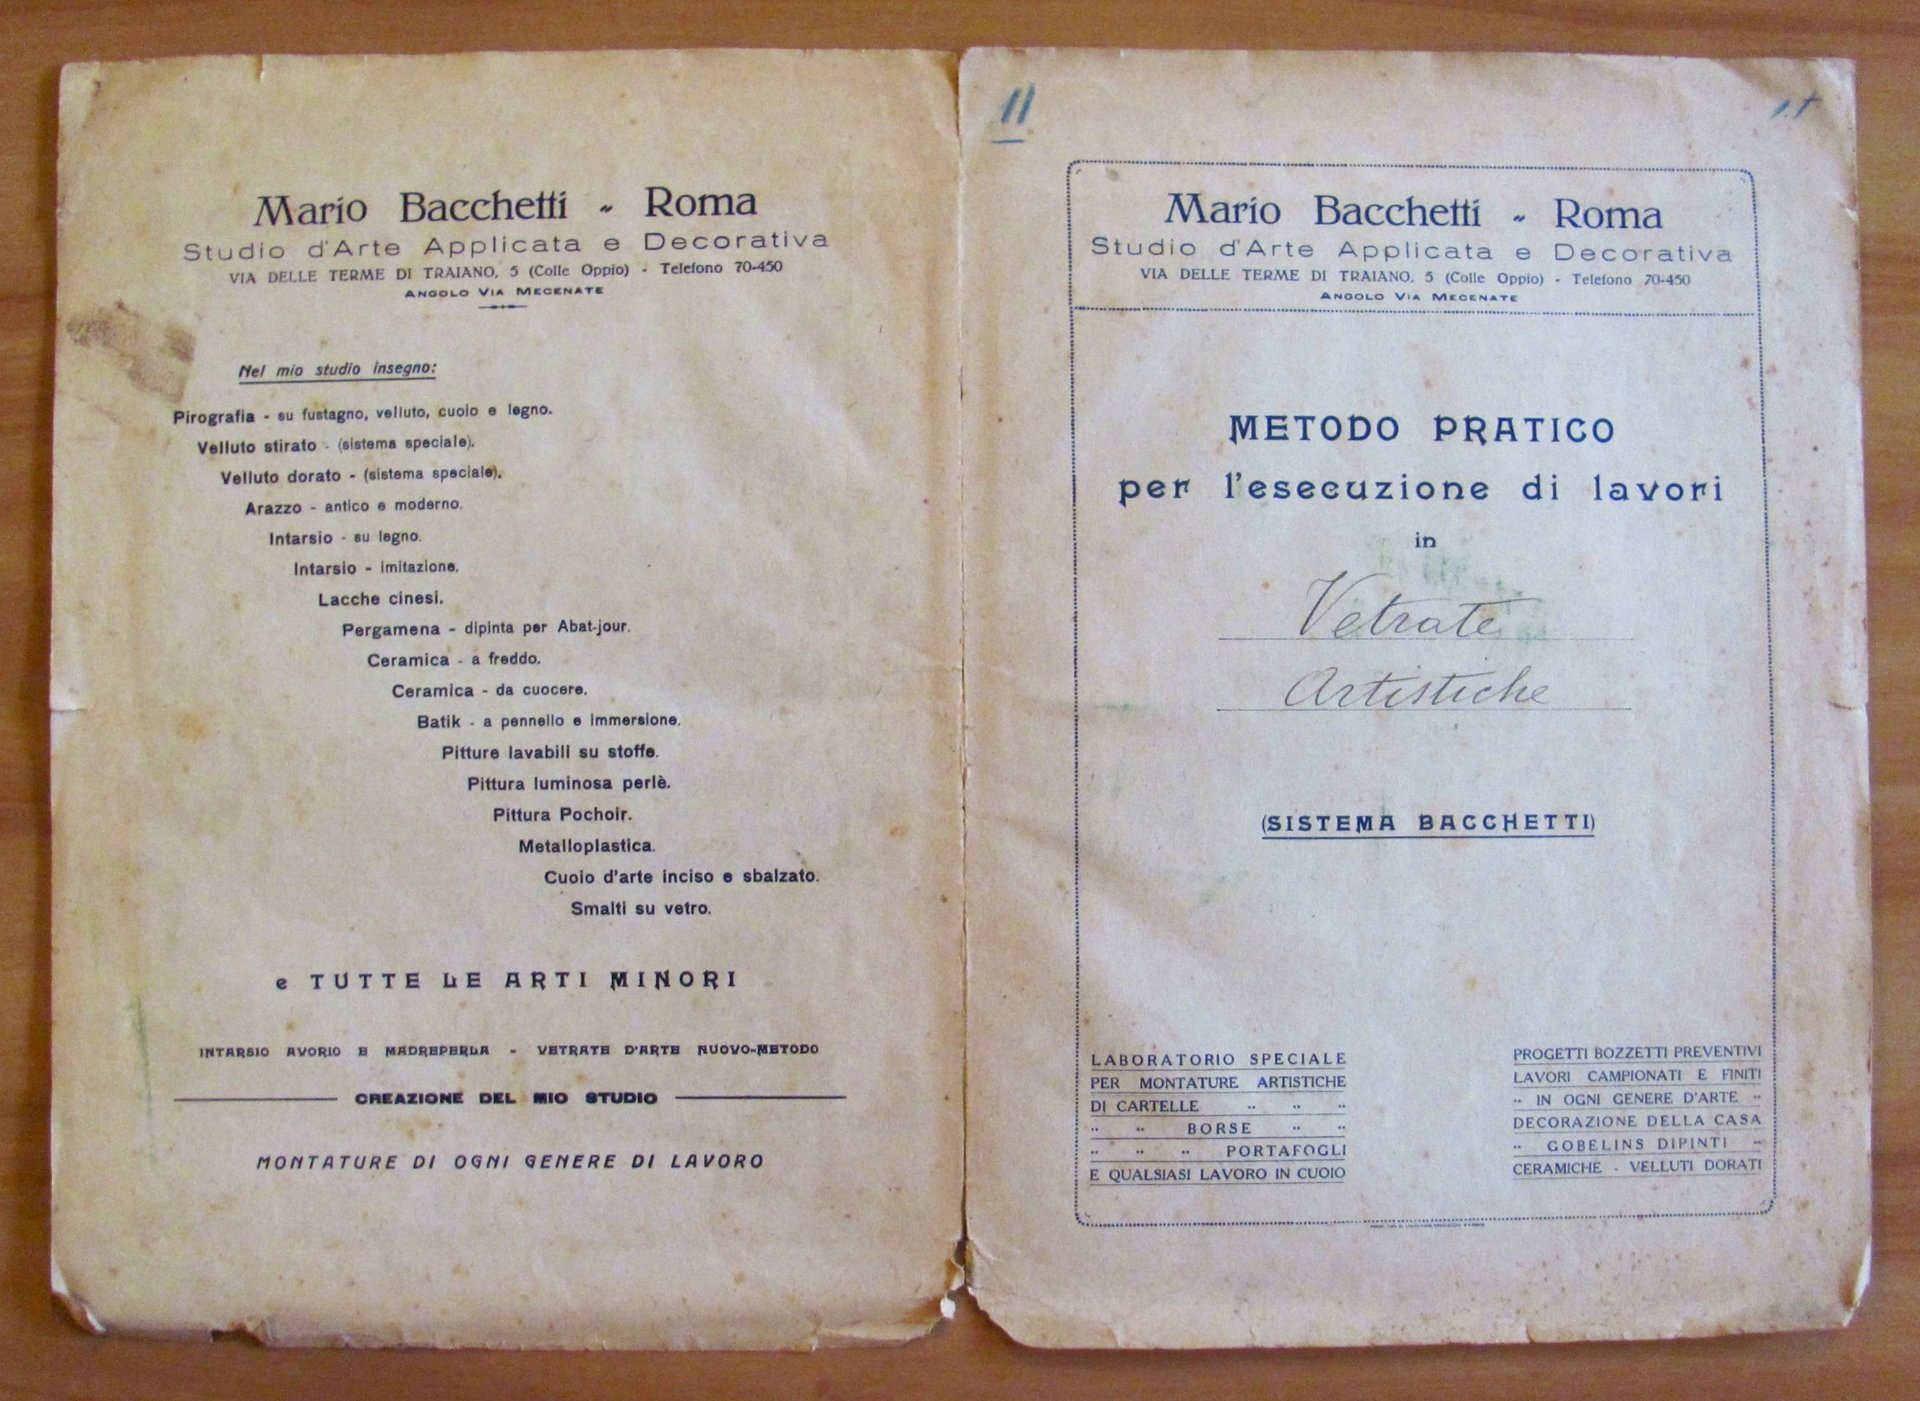 Mario Bacchetti - Roma
Studio d'Arte Applicata e Decorativa
VIA DELLE TERME DI TRAIANO, 5 (Colle Oppio) - Telefono 70-450
ANGOLO VIA MECENATE
Nel mio studio insegno:
Pirografia - su fustagno, velluto, cuoio e legno.
Velluto stirato - (sistema speciale).
Velluto dorato - (sistema speciale).
Arazzo - antico e moderno.
Intarsio - su legno.
Intarsio - imitazione.
Lacche cinesi.
Pergamena - dipinta per Abat-jour.
Ceramica - a freddo.
Ceramica - da cuocere.
Batik - a pennello e immersione.
Pitture lavabili su stoffe.
Pittura luminosa perlè.
Pittura Pochoir.
Metalloplastica.
Cuoio d'arte inciso e sbalzato.
Smalti su vetro.
e TUTTE LE ARTI MINORI
INTARSIO AVORIO E MADREPERLA - VETRATE D'ARTE NUOVO-METODO
CREAZIONE DEL MIO STUDIO
MONTATURE DI OGNI GENERE DI LAVORO
11
Mario Bacchetti - Roma
Studio d'Arte Applicata e Decorativa
VIA DELLE TERME DI TRAIANO, 5 (Colle Oppio) - Telefono 70-450
ANGOLO VIA MECENATE
METODO PRATICO
per l'esecuzione di lavori
in
Vetrate
Artistiche
(SISTEMA BACCHETTI)
LABORATORIO SPECIALE
PER MONTATURE ARTISTICHE
DI CARTELLE " " "
" " BORSE " "
" " " PORTAFOGLI
E QUALSIASI LAVORO IN CUOIO
PROGETTI BOZZETTI PREVENTIVI
LAVORI CAMPIONATI E FINITI
" IN OGNI GENERE D'ARTE "
DECORAZIONE DELLA CASA
" GOBELINS DIPINTI "
CERAMICHE - VELLUTI DORATI